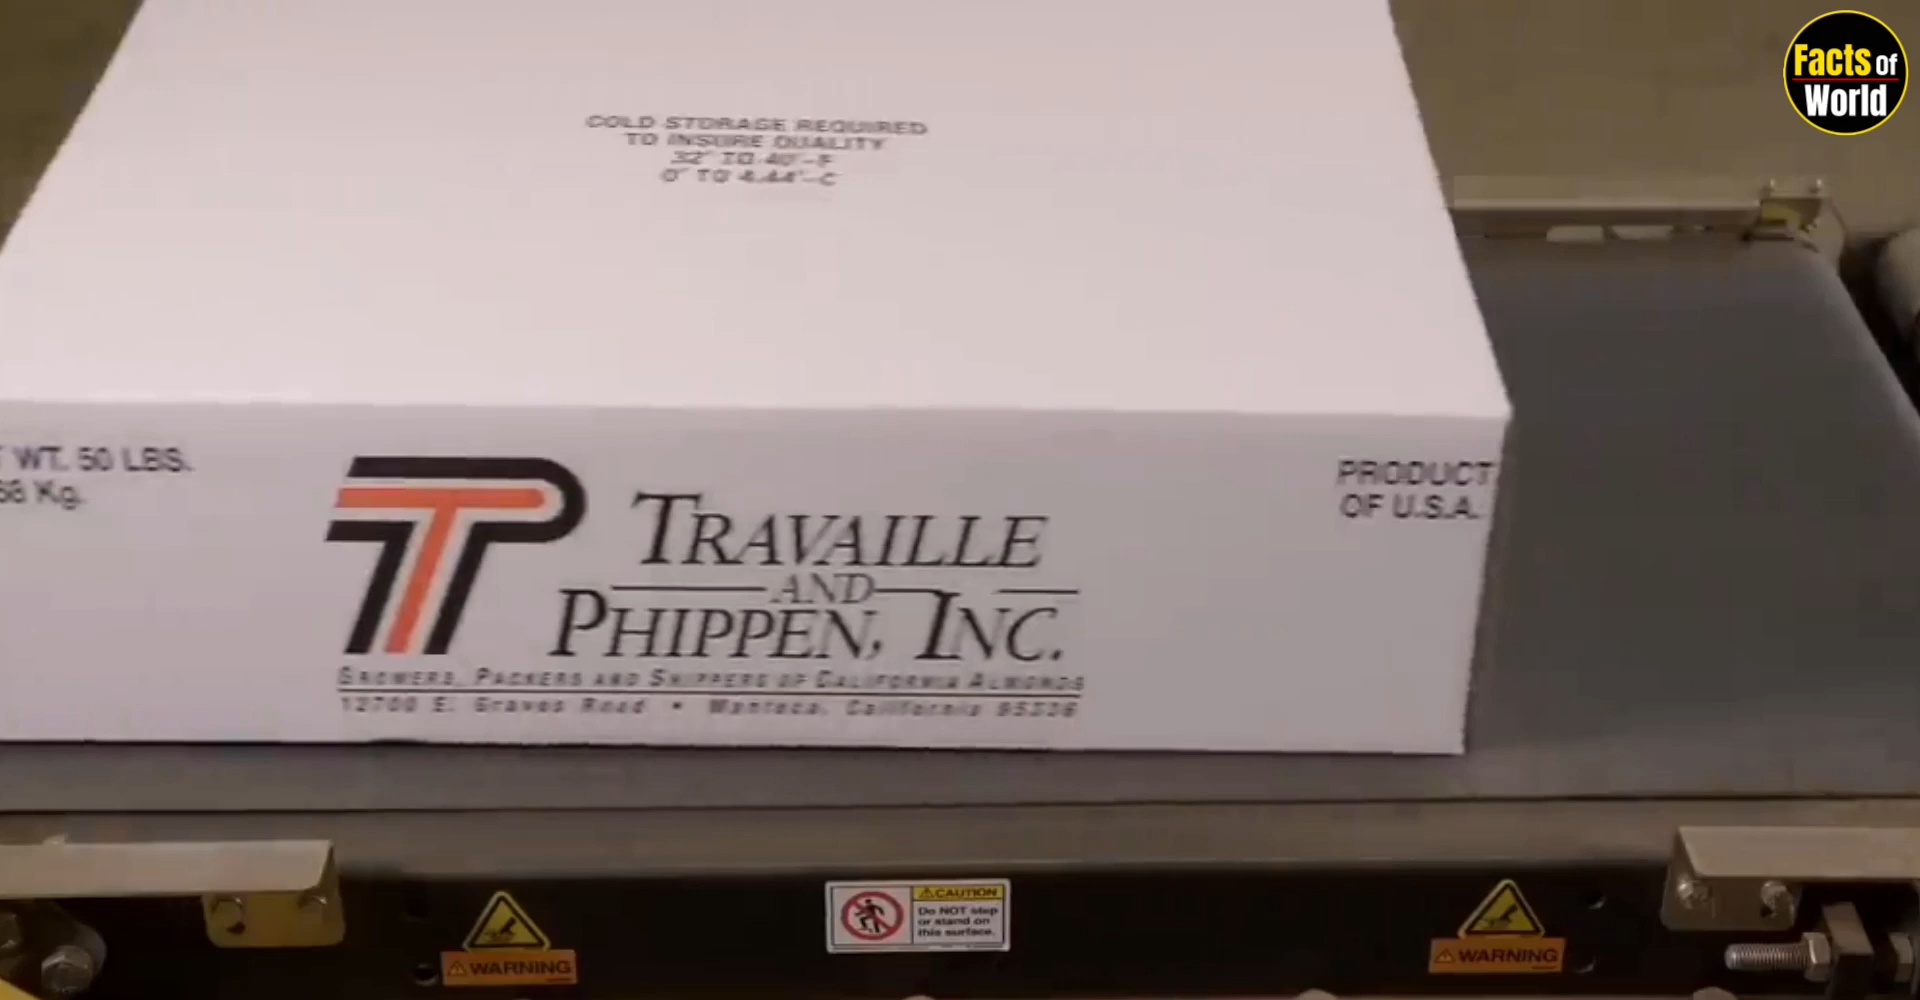 Facts of
World
COLD STORAGE REQUIRED
TO INSURE QUALITY
32° TO 40°-F
0° TO 4.44°-C
WT. 50 LBS.
68 Kg.
TRAVAILLE
AND
PHIPPEN, INC.
GROWERS, PACKERS AND SHIPPERS OF CALIFORNIA ALMONDS
12700 E. Graves Road • Manteca, California 95336
PRODUCT
OF U.S.A.
WARNING
CAUTION
Do NOT step
or stand on
this surface.
WARNING